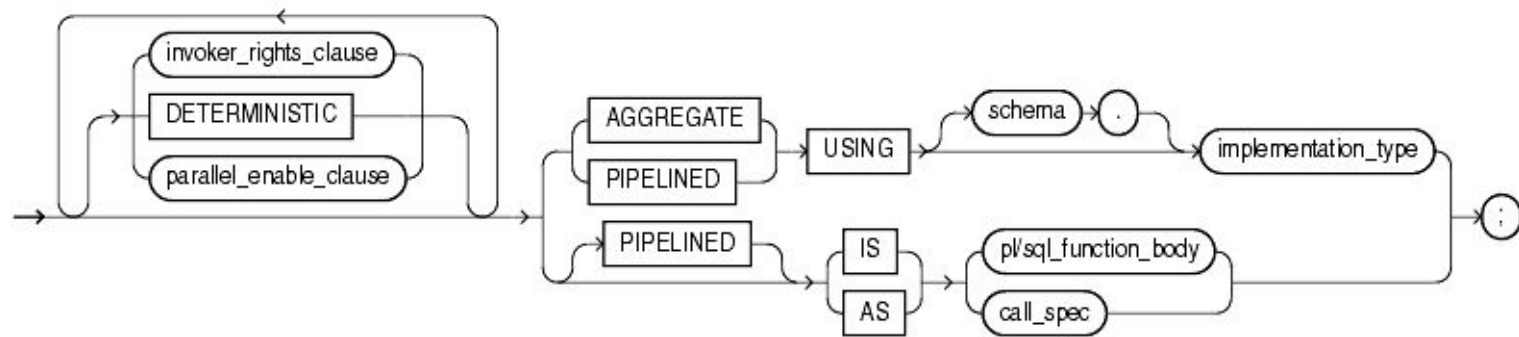 invoker_rights_clause
DETERMINISTIC
parallel_enable_clause
AGGREGATE
PIPELINED
USING
schema
.
implementation_type
PIPELINED
IS
AS
pl/sql_function_body
call_spec
;